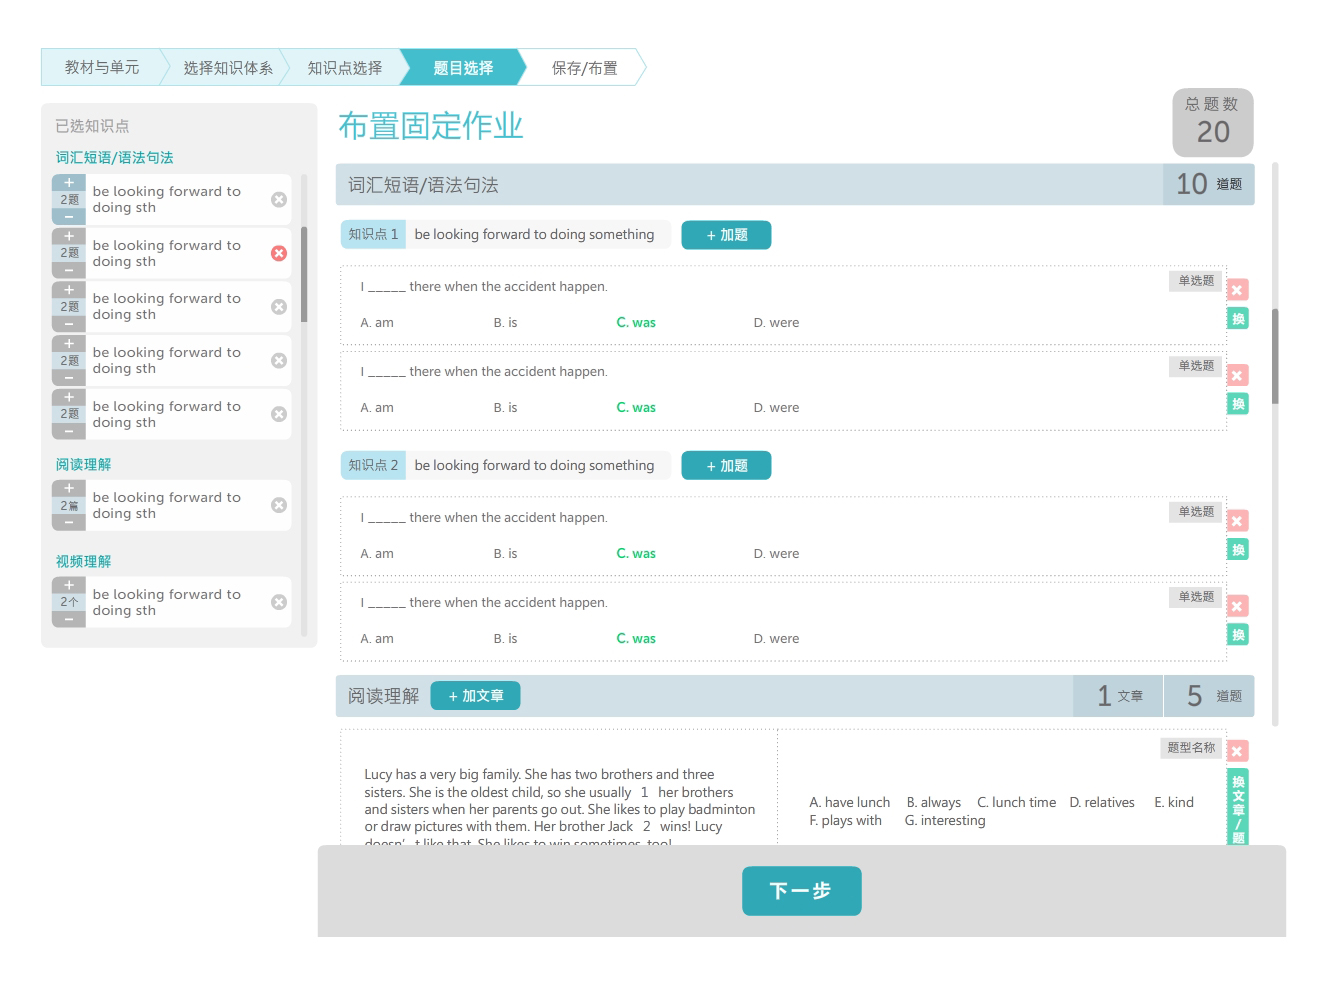 教材与单元
选择知识体系
知识点选择
题目选择
保存/布置
已选知识点
词汇短语/语法句法
+
2题
−
be looking forward to
doing sth
+
2题
−
be looking forward to
doing sth
+
2题
−
be looking forward to
doing sth
+
2题
−
be looking forward to
doing sth
+
2题
−
be looking forward to
doing sth
阅读理解
+
2篇
−
be looking forward to
doing sth
视频理解
+
2个
−
be looking forward to
doing sth
布置固定作业
总题数
20
词汇短语/语法句法
10 道题
知识点 1 be looking forward to doing something + 加题
单选题
I _____ there when the accident happen.
A. am B. is C. was D. were
换
单选题
I _____ there when the accident happen.
A. am B. is C. was D. were
换
知识点 2 be looking forward to doing something + 加题
单选题
I _____ there when the accident happen.
A. am B. is C. was D. were
换
单选题
I _____ there when the accident happen.
A. am B. is C. was D. were
换
阅读理解 + 加文章 1 文章 5 道题
题型名称
Lucy has a very big family. She has two brothers and three
sisters. She is the oldest child, so she usually 1 her brothers
and sisters when her parents go out. She likes to play badminton
or draw pictures with them. Her brother Jack 2 wins! Lucy
doesn't like that. She likes to win sometimes, too!
A. have lunch B. always C. lunch time D. relatives E. kind
F. plays with G. interesting
换文章/题
下一步